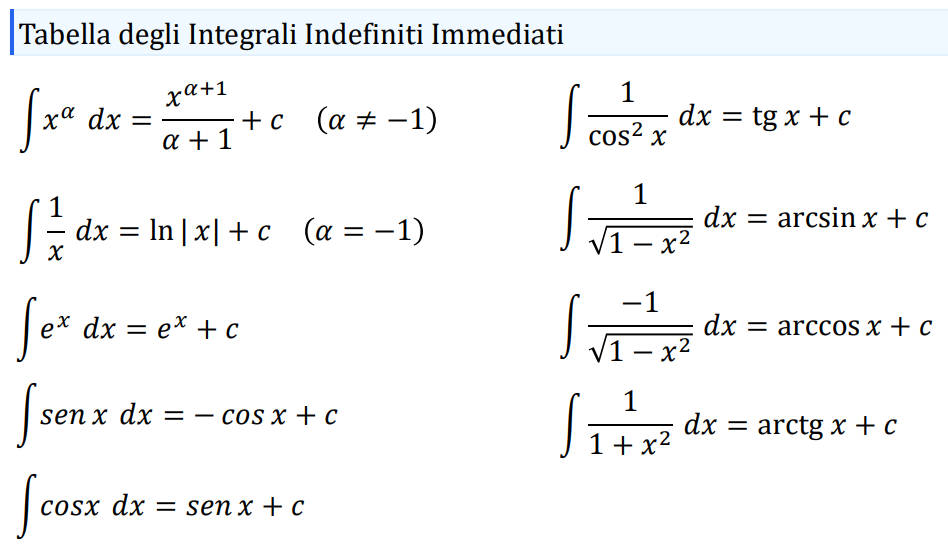 Tabella degli Integrali Indefiniti Immediati
∫ x^α dx = x^(α+1) / (α + 1) + c (α ≠ −1)
∫ 1/x dx = ln | x| + c (α = −1)
∫ e^x dx = e^x + c
∫ sen x dx = − cos x + c
∫ cosx dx = sen x + c
∫ 1 / cos² x dx = tg x + c
∫ 1 / √(1 − x²) dx = arcsin x + c
∫ −1 / √(1 − x²) dx = arccos x + c
∫ 1 / (1 + x²) dx = arctg x + c